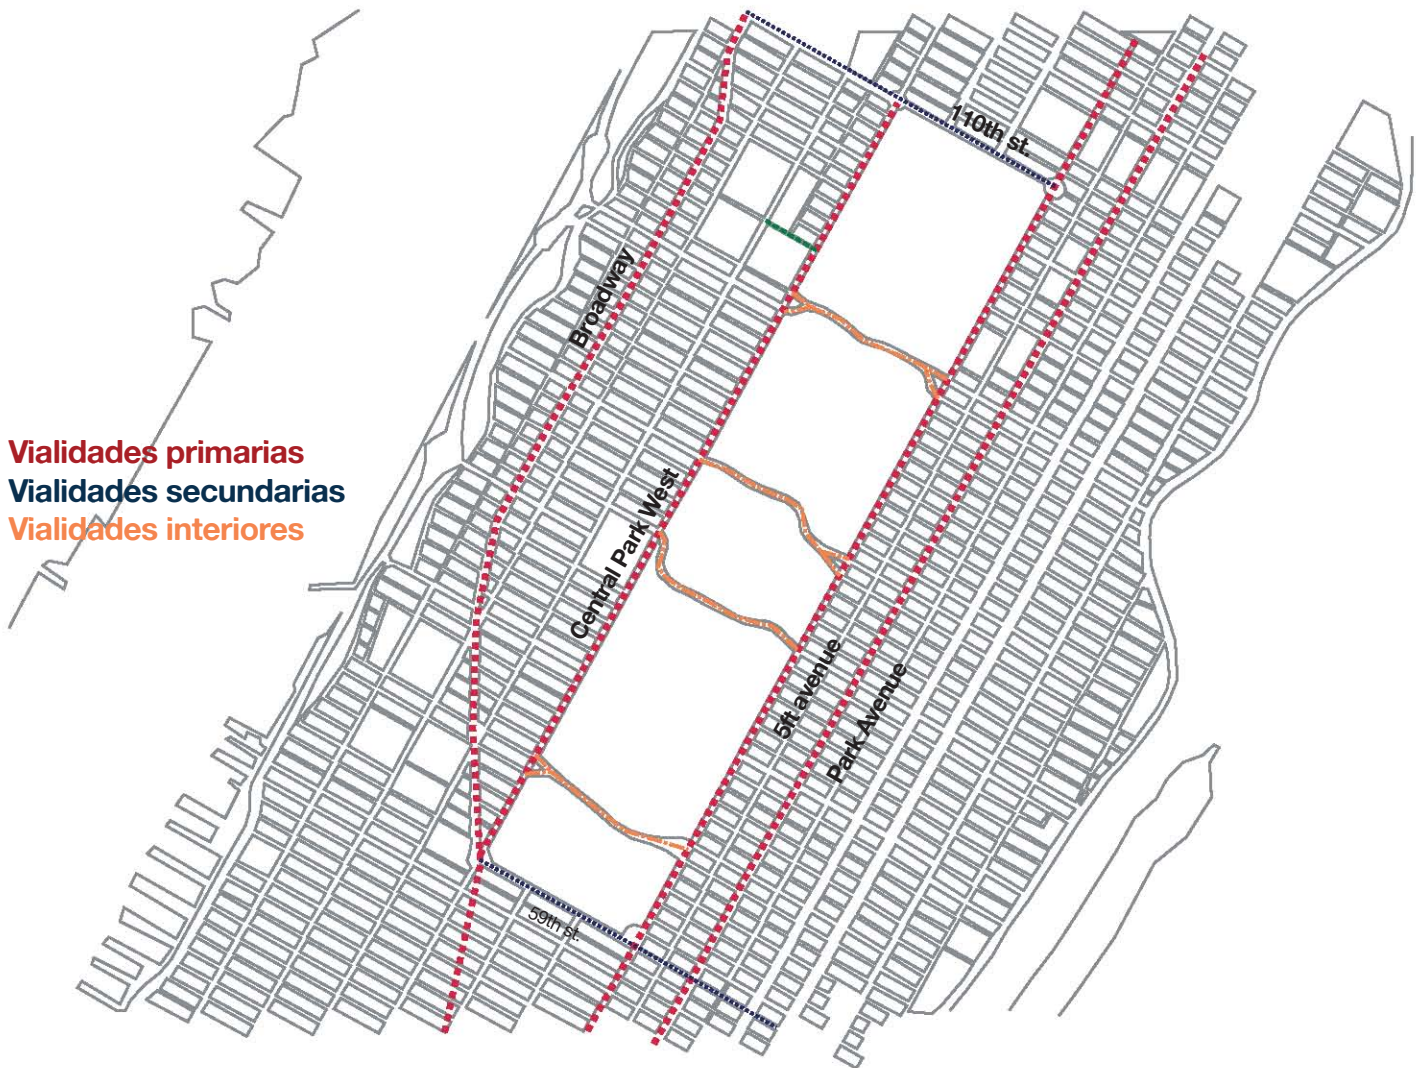 110th st.
Broadway
Vialidades primarias
Vialidades secundarias
Vialidades interiores
Central Park West
5ft avenue
Park Avenue
59th st.